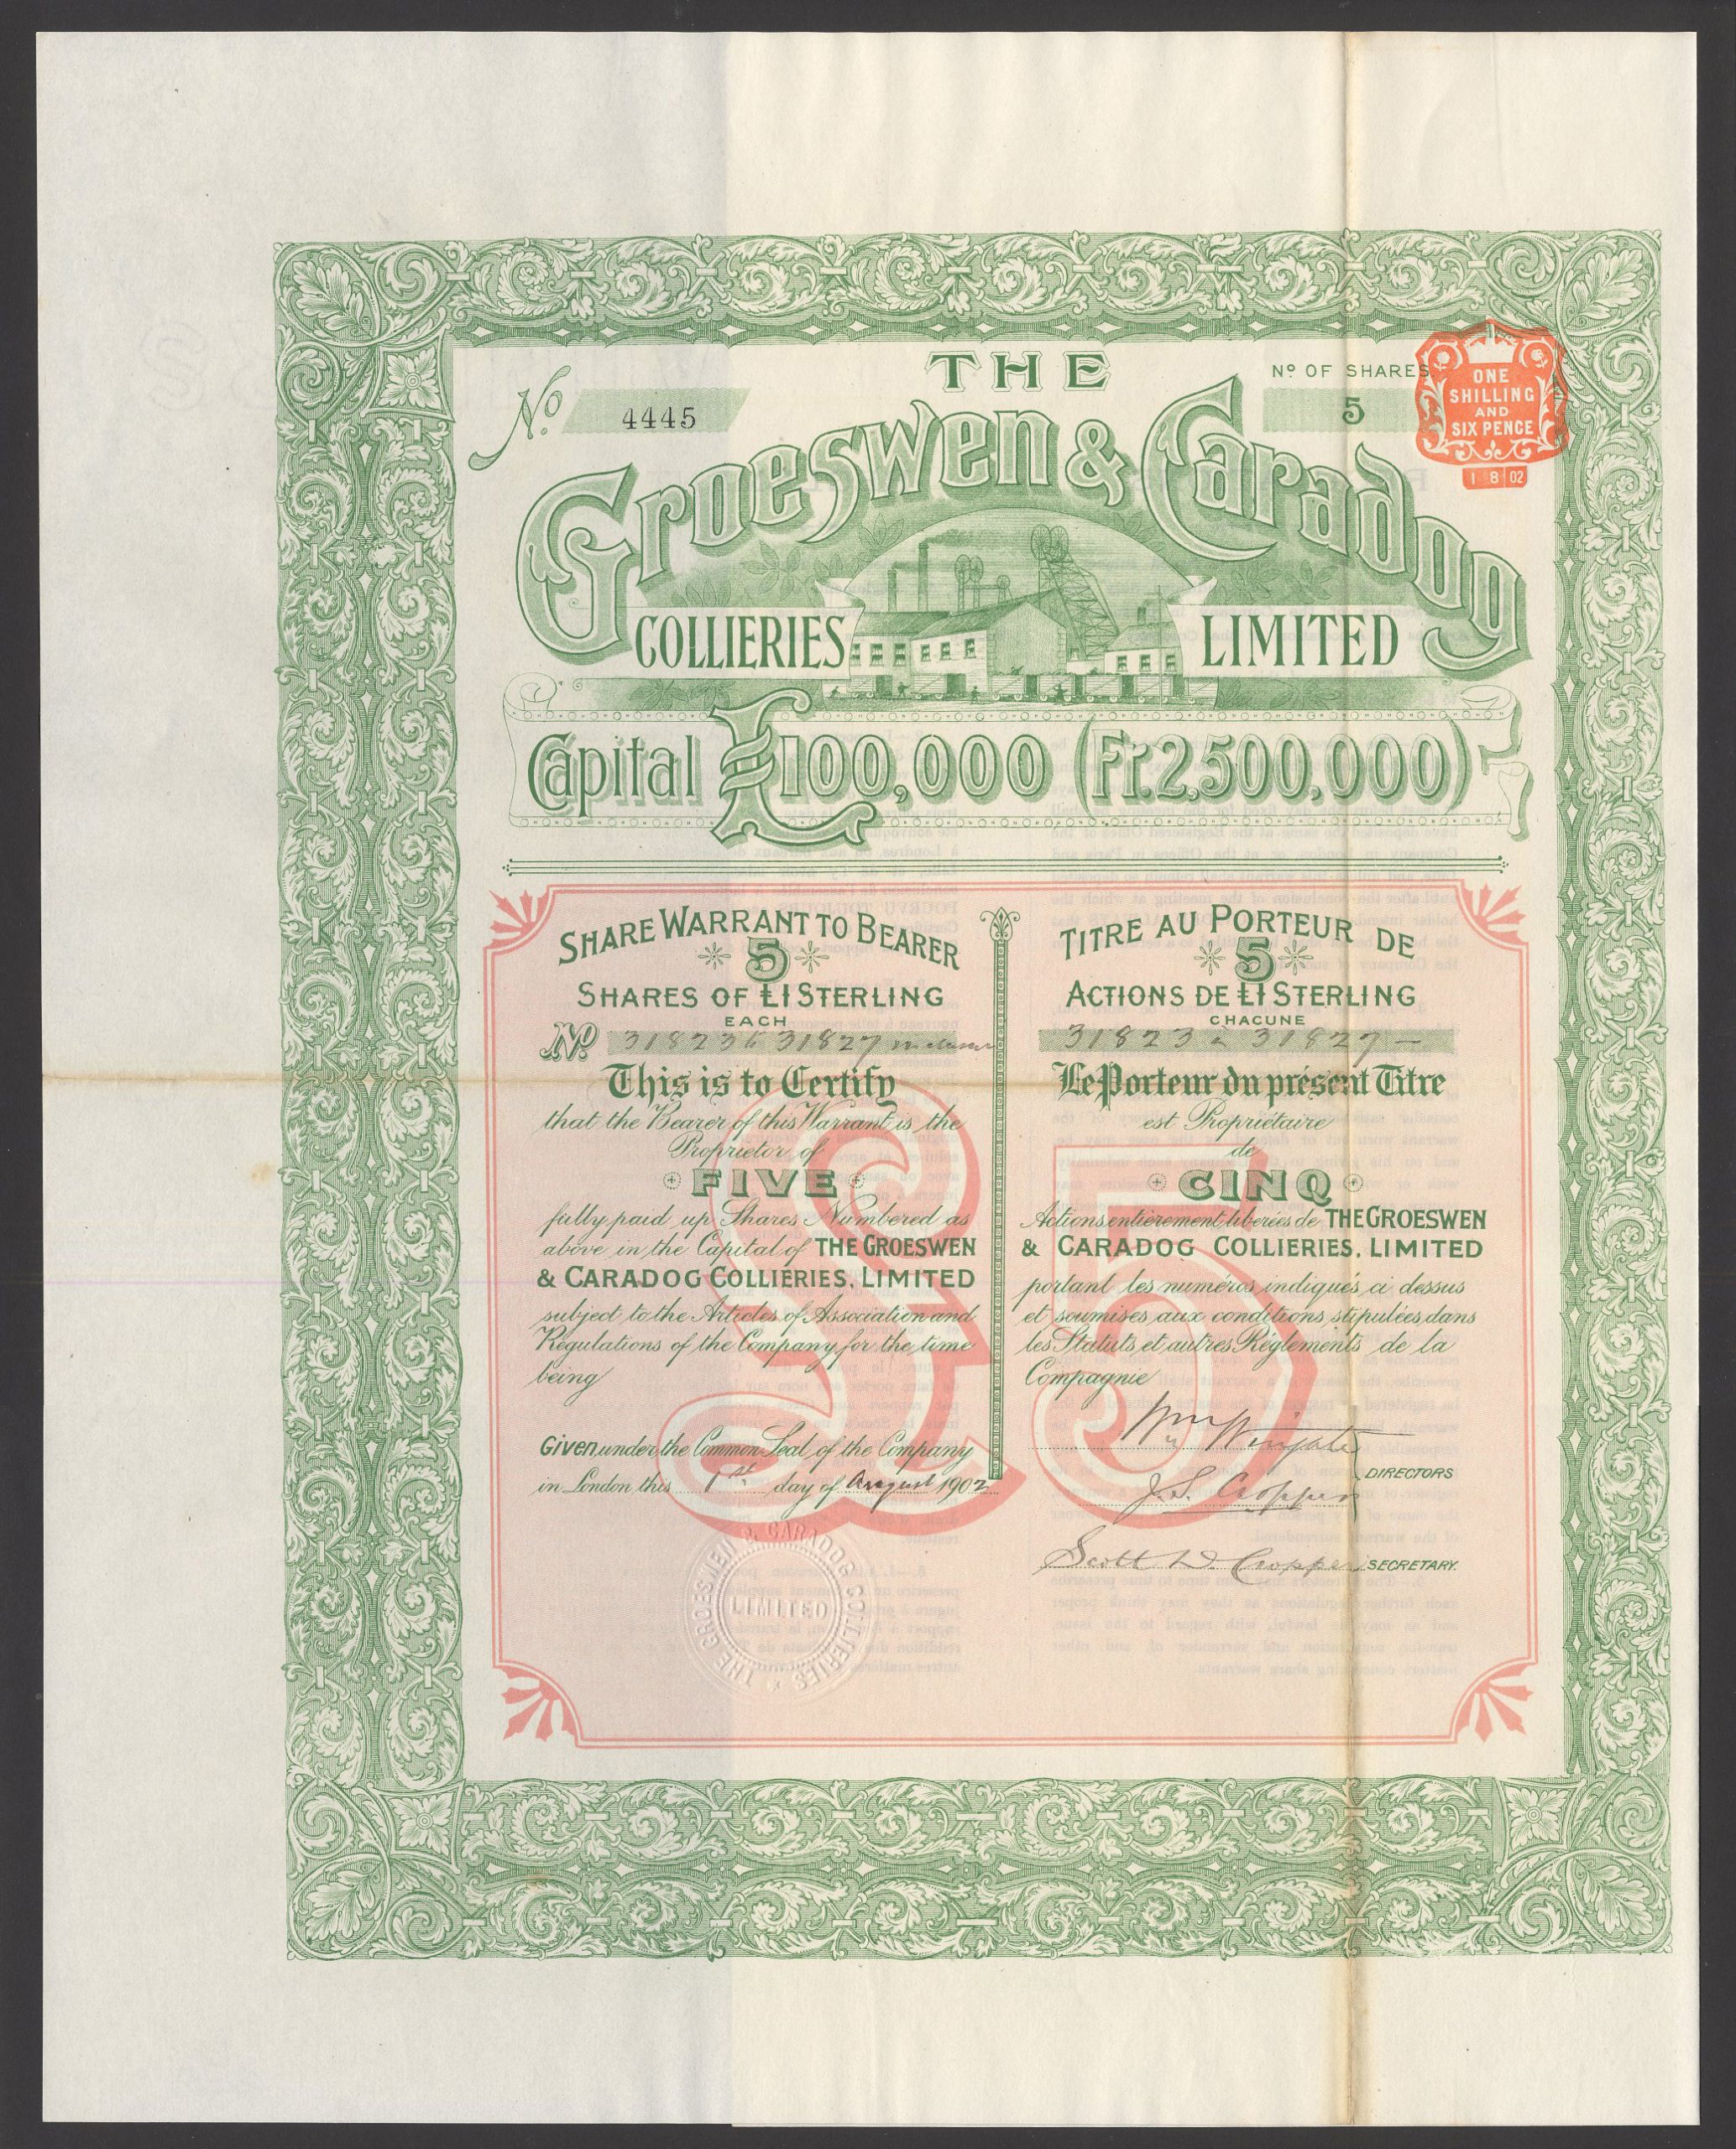 THE
No. 4445
No OF SHARES
5
ONE
SHILLING
AND
SIX PENCE
1 8 02
Groeswen & Caradog
COLLIERIES LIMITED
Capital £100,000 (Fr.2,500,000)
SHARE WARRANT TO BEARER
5
SHARES OF £1 STERLING
EACH
No 31823 to 31827 inclusive
This is to Certify
that the Bearer of this Warrant is the
Proprietor of
FIVE
fully paid up Shares Numbered as
above in the Capital of THE GROESWEN
& CARADOG COLLIERIES, LIMITED
subject to the Articles of Association and
Regulations of the Company for the time
being
Given under the Common Seal of the Company
in London this 1st day of August 1902
TITRE AU PORTEUR DE
5
ACTIONS DE £1 STERLING
CHACUNE
31823 à 31827 —
Le Porteur du présent Titre
est Propriétaire
de
CINQ
Actions entièrement liberées de THE GROESWEN
& CARADOG COLLIERIES, LIMITED
portant les numéros indiqués ci dessus
et soumises aux conditions stipulées dans
les Statuts et autres Règlements de la
Compagnie
Wm Wingate
J.S. Cropper
DIRECTORS
Scott D. Cropper SECRETARY.
£5
THE GROESWEN & CARADOG COLLIERIES
LIMITED